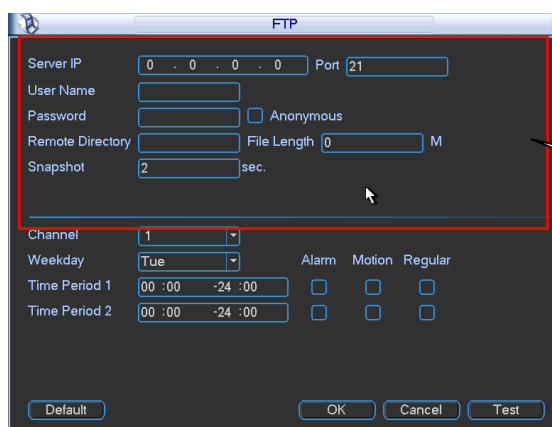 FTP
Server IP 0 . 0 . 0 . 0 Port 21
User Name
Password Anonymous
Remote Directory File Length 0 M
Snapshot 2 sec.
Channel 1
Weekday Tue Alarm Motion Regular
Time Period 1 00 :00 -24 :00
Time Period 2 00 :00 -24 :00
Default OK Cancel Test